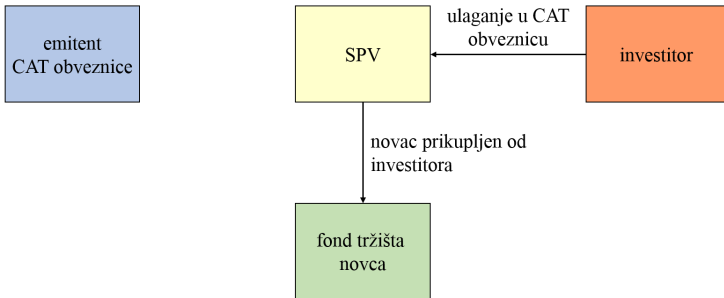 emitent
CAT obveznice
SPV
ulaganje u CAT
obveznicu
investitor
novac prikupljen od
investitora
fond tržišta
novca